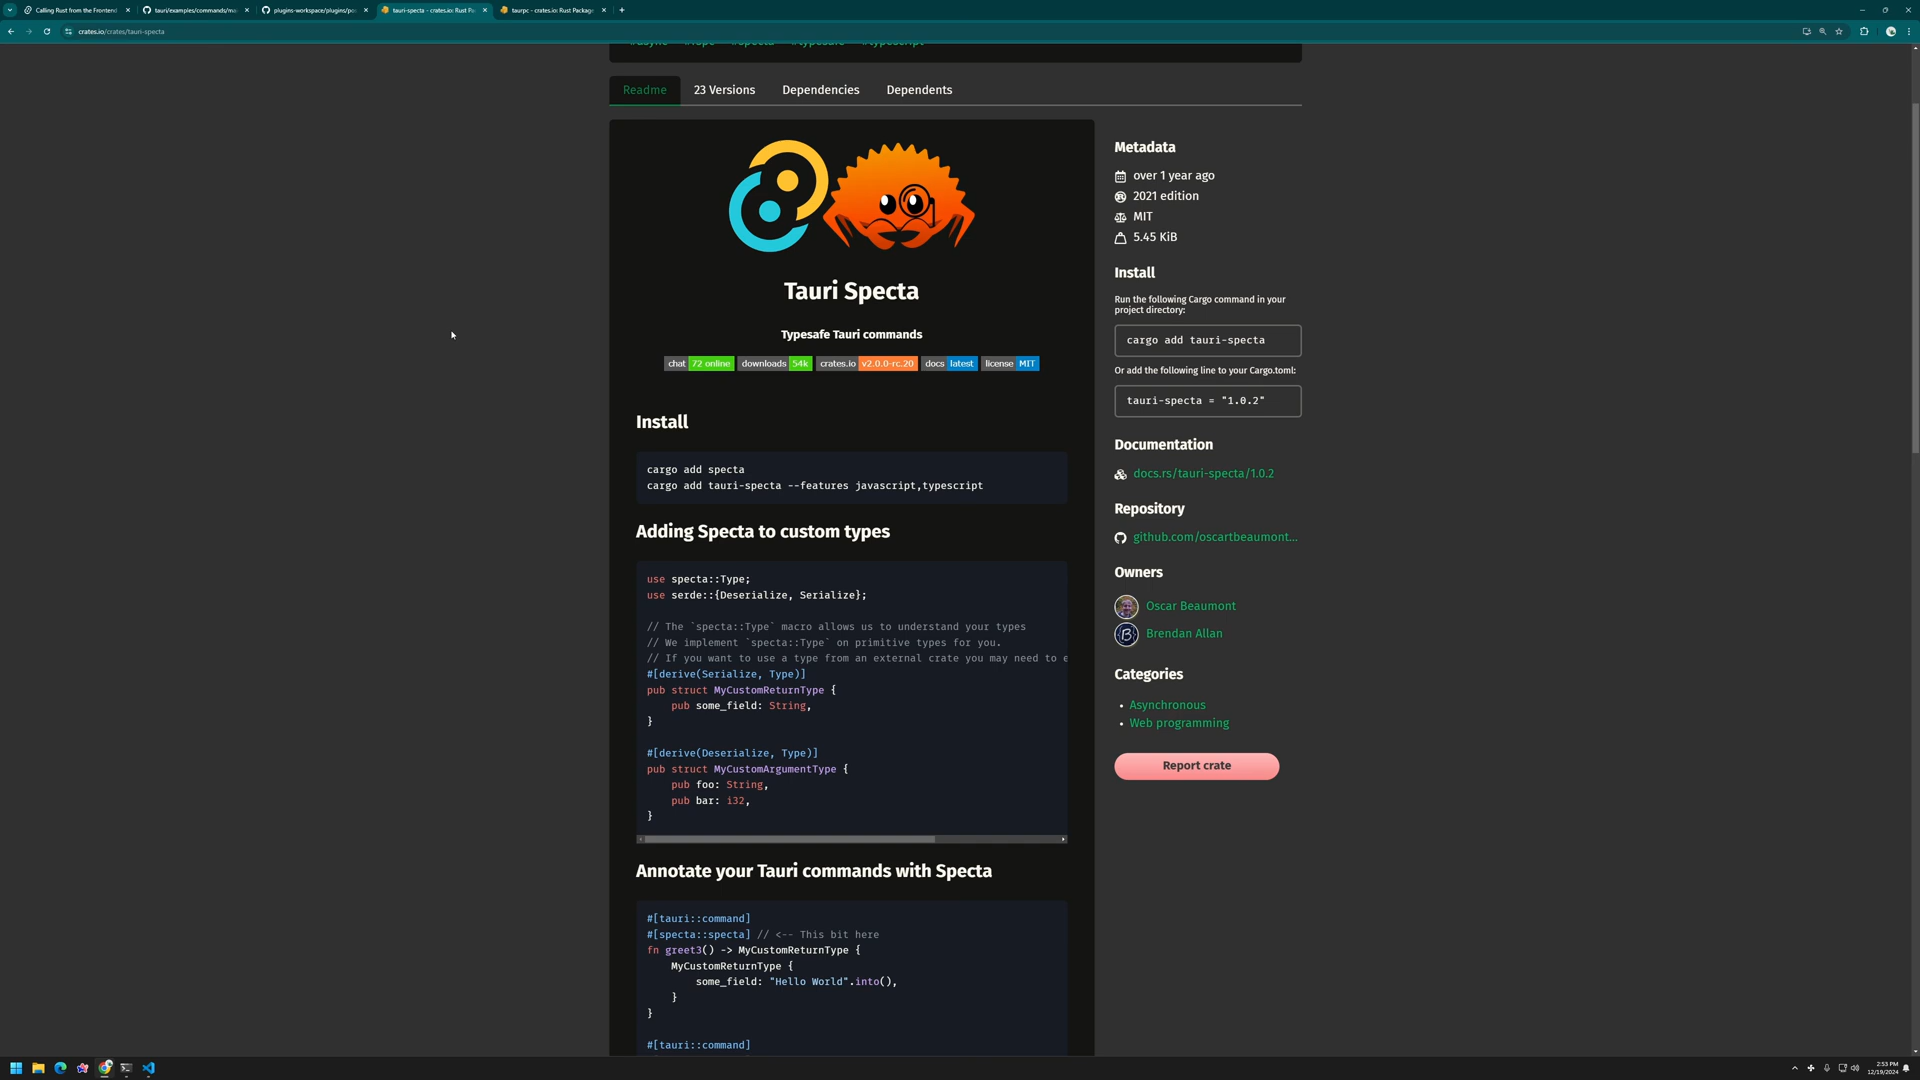 Calling Rust from the Frontend
tauri/examples/commands/ma
plugins-workspace/plugins/pos
tauri-specta - crates.io: Rust Pa
taurpc - crates.io: Rust Package
crates.io/crates/tauri-specta
Readme
23 Versions
Dependencies
Dependents
Tauri Specta
Typesafe Tauri commands
chat 72 online downloads 54k crates.io v2.0.0-rc.20 docs latest license MIT
Install
cargo add specta
cargo add tauri-specta --features javascript,typescript
Adding Specta to custom types
use specta::Type;
use serde::{Deserialize, Serialize};
// The `specta::Type` macro allows us to understand your types
// We implement `specta::Type` on primitive types for you.
// If you want to use a type from an external crate you may need to e
#[derive(Serialize, Type)]
pub struct MyCustomReturnType {
pub some_field: String,
}
#[derive(Deserialize, Type)]
pub struct MyCustomArgumentType {
pub foo: String,
pub bar: i32,
}
Annotate your Tauri commands with Specta
#[tauri::command]
#[specta::specta] // <-- This bit here
fn greet3() -> MyCustomReturnType {
MyCustomReturnType {
some_field: "Hello World".into(),
}
}
#[tauri::command]
Metadata
over 1 year ago
2021 edition
MIT
5.45 KiB
Install
Run the following Cargo command in your
project directory:
cargo add tauri-specta
Or add the following line to your Cargo.toml:
tauri-specta = "1.0.2"
Documentation
docs.rs/tauri-specta/1.0.2
Repository
github.com/oscartbeaumont...
Owners
Oscar Beaumont
Brendan Allan
Categories
• Asynchronous
• Web programming
Report crate
2:53 PM
12/19/2024